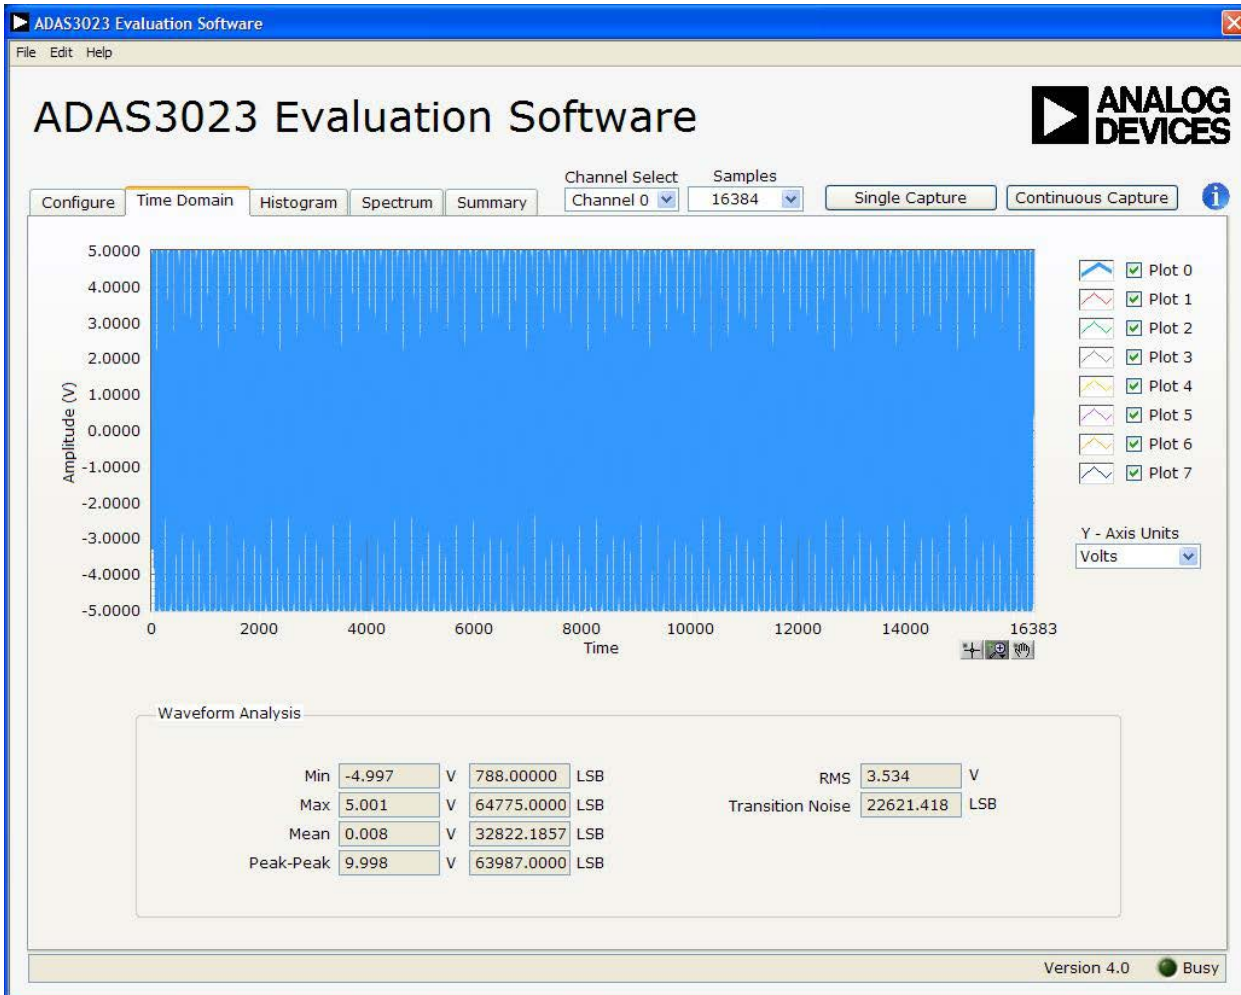 ADAS3023 Evaluation Software
File Edit Help
ADAS3023 Evaluation Software
ANALOG
DEVICES
Channel Select Samples
Configure Time Domain Histogram Spectrum Summary Channel 0 16384 Single Capture Continuous Capture i
5.0000
4.0000
3.0000
2.0000
1.0000
0.0000
-1.0000
-2.0000
-3.0000
-4.0000
-5.0000
Amplitude (V)
0 2000 4000 6000 8000 10000 12000 14000 16383
Time
Plot 0
Plot 1
Plot 2
Plot 3
Plot 4
Plot 5
Plot 6
Plot 7
Y - Axis Units
Volts
Waveform Analysis
Min -4.997 V 788.00000 LSB
Max 5.001 V 64775.0000 LSB
Mean 0.008 V 32822.1857 LSB
Peak-Peak 9.998 V 63987.0000 LSB
RMS 3.534 V
Transition Noise 22621.418 LSB
Version 4.0 Busy